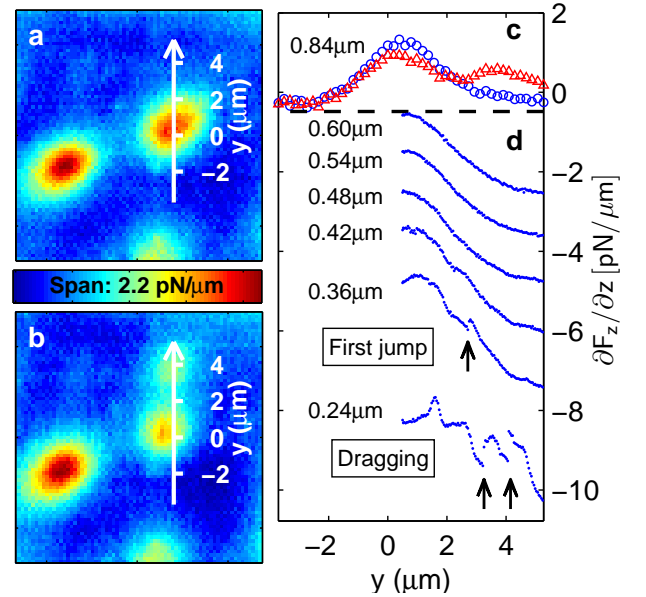 a
4
2
0
−2
y (μm)
Span: 2.2 pN/μm
b
4
2
0
−2
y (μm)
c
0.84μm
d
0.60μm
0.54μm
0.48μm
0.42μm
0.36μm
First jump
0.24μm
Dragging
2
0
−2
−4
−6
−8
−10
∂F_z/∂z [pN/μm]
−2 0 2 4
y (μm)